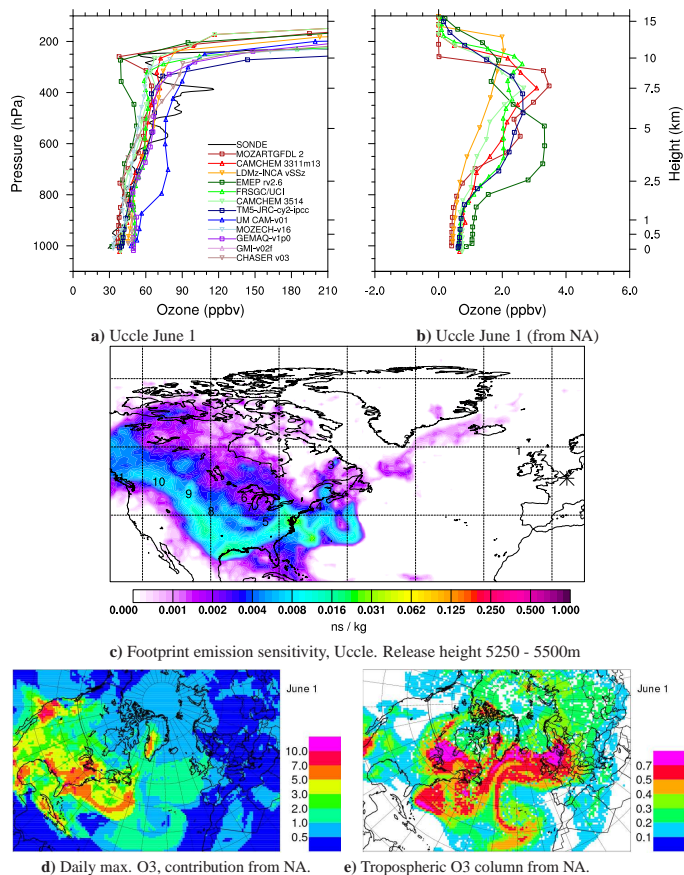 200
400
600
800
1000
Pressure (hPa)
0 30 60 90 120 150 180 210
Ozone (ppbv)
SONDE
MOZARTGFDL 2
CAMCHEM 3311m13
LDMz-INCA vSSz
EMEP rv2.6
FRSGC/UCI
CAMCHEM 3514
TM5-JRC-cy2-ipcc
UM CAM-v01
MOZECH-v16
GEMAQ-v1p0
GMI-v02f
CHASER v03
15
10
7,5
5
2,5
1
0,5
0
Height (km)
-2.0 0.0 2.0 4.0 6.0
Ozone (ppbv)
a) Uccle June 1
b) Uccle June 1 (from NA)
1
3
4
5
6
8
9
10
0.000 0.001 0.002 0.004 0.008 0.016 0.031 0.062 0.125 0.250 0.500 1.000
ns / kg
c) Footprint emission sensitivity, Uccle. Release height 5250 - 5500m
June 1
10.0
7.0
5.0
3.0
2.0
1.0
0.5
June 1
0.7
0.5
0.4
0.3
0.2
0.1
d) Daily max. O3, contribution from NA.
e) Tropospheric O3 column from NA.